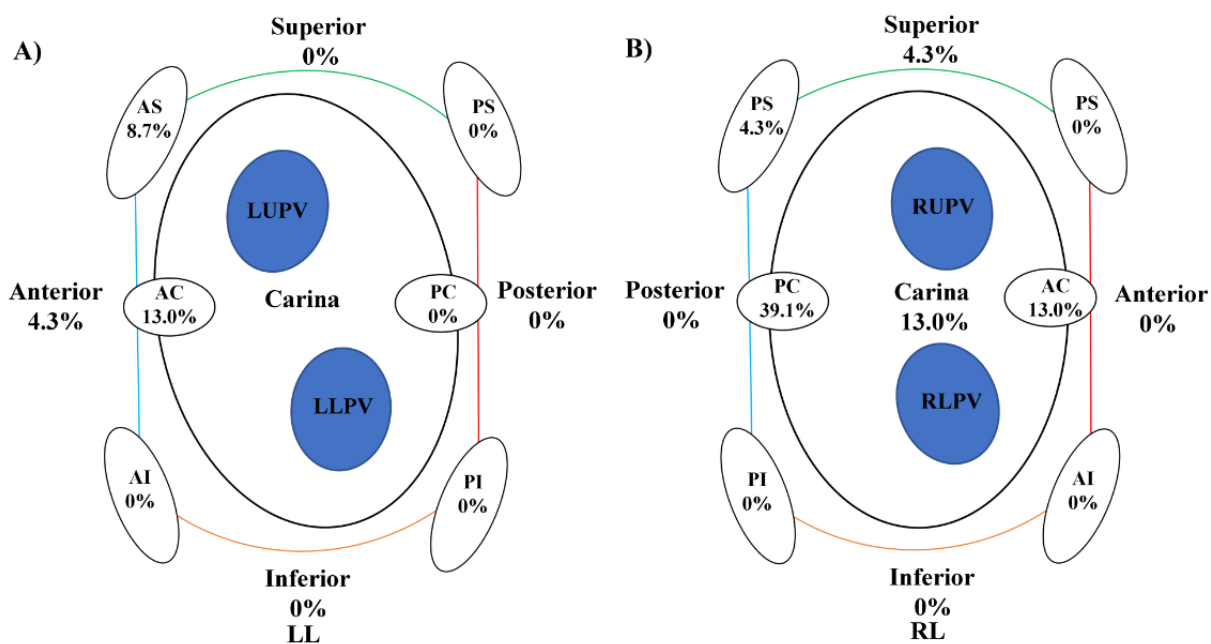 A)
Superior
0%
AS
8.7%
PS
0%
LUPV
Anterior
4.3%
AC
13.0%
Carina
PC
0%
Posterior
0%
LLPV
AI
0%
PI
0%
Inferior
0%
LL
B)
Superior
4.3%
PS
4.3%
PS
0%
RUPV
Posterior
0%
PC
39.1%
Carina
13.0%
AC
13.0%
Anterior
0%
RLPV
PI
0%
AI
0%
Inferior
0%
RL